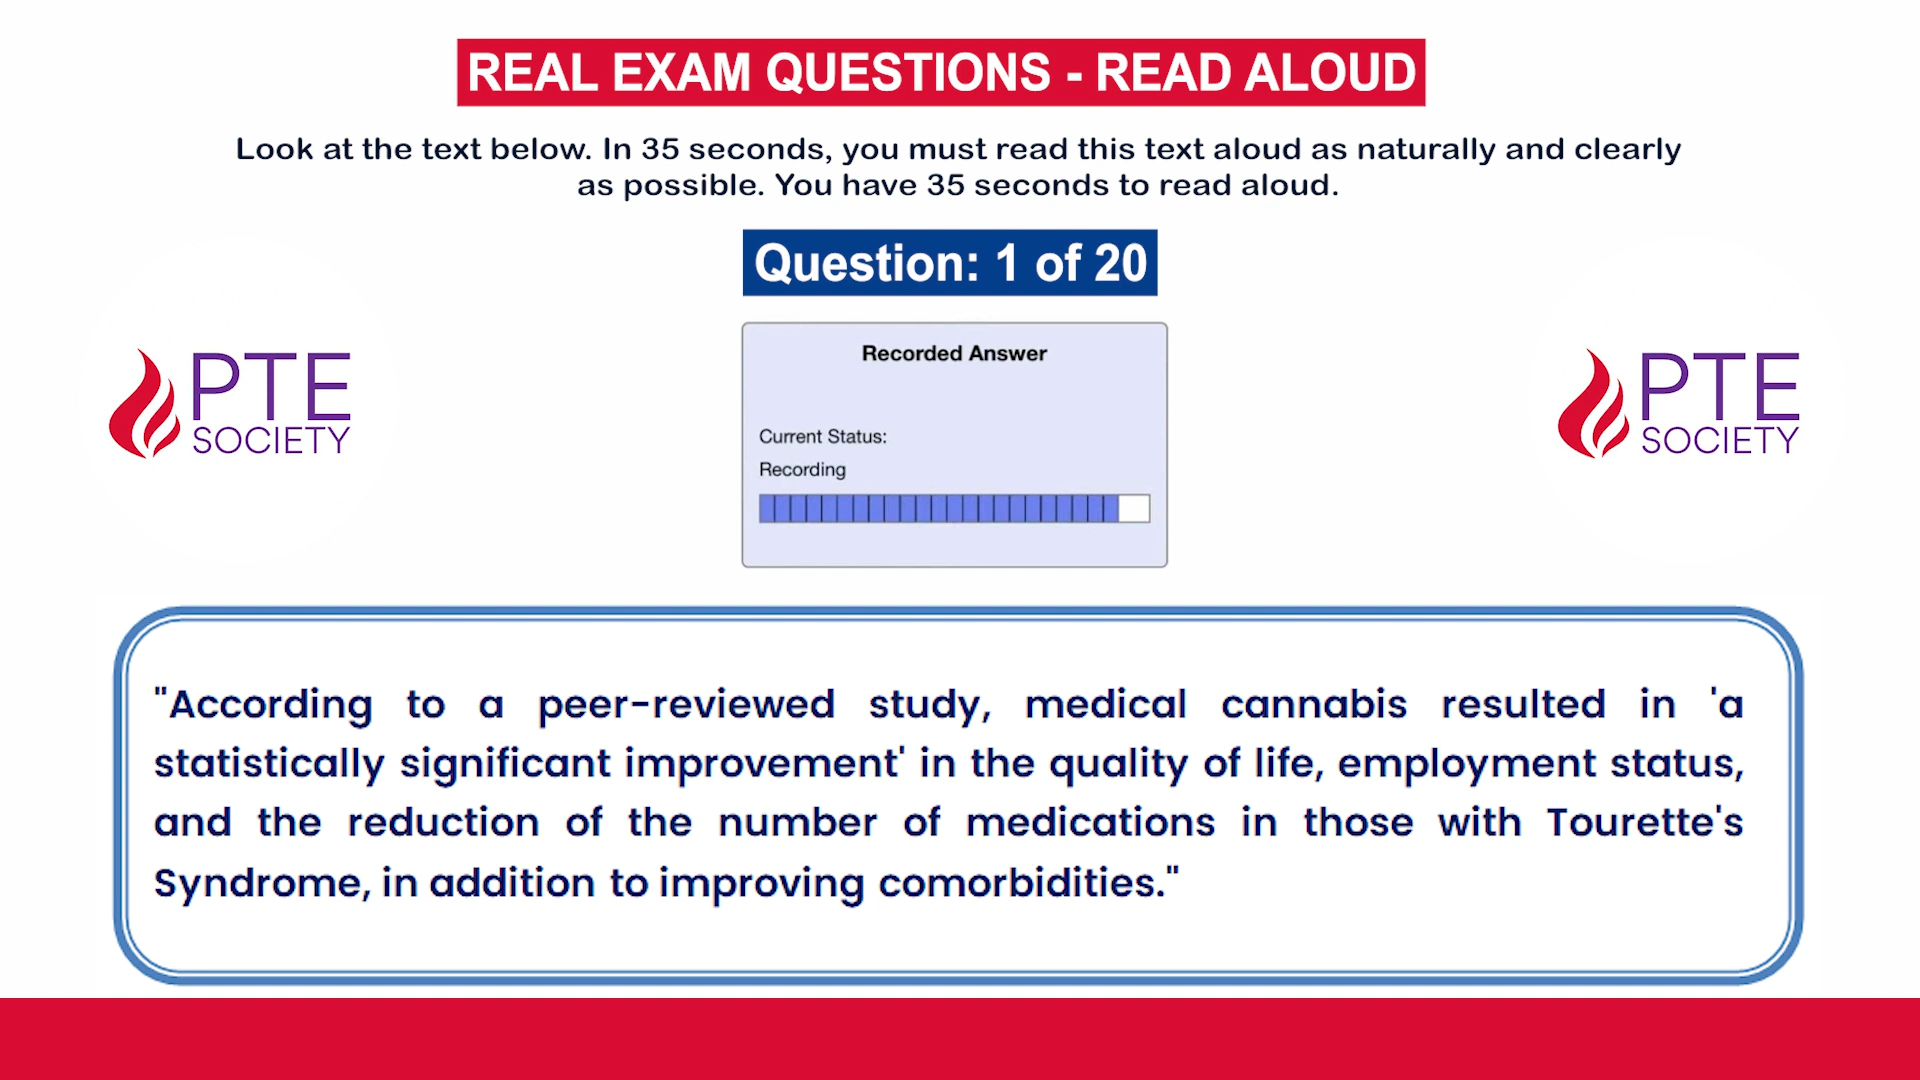 REAL EXAM QUESTIONS - READ ALOUD
Look at the text below. In 35 seconds, you must read this text aloud as naturally and clearly
as possible. You have 35 seconds to read aloud.
Question: 1 of 20
PTE
SOCIETY
Recorded Answer
Current Status:
Recording
PTE
SOCIETY
"According to a peer-reviewed study, medical cannabis resulted in 'a
statistically significant improvement' in the quality of life, employment status,
and the reduction of the number of medications in those with Tourette's
Syndrome, in addition to improving comorbidities."